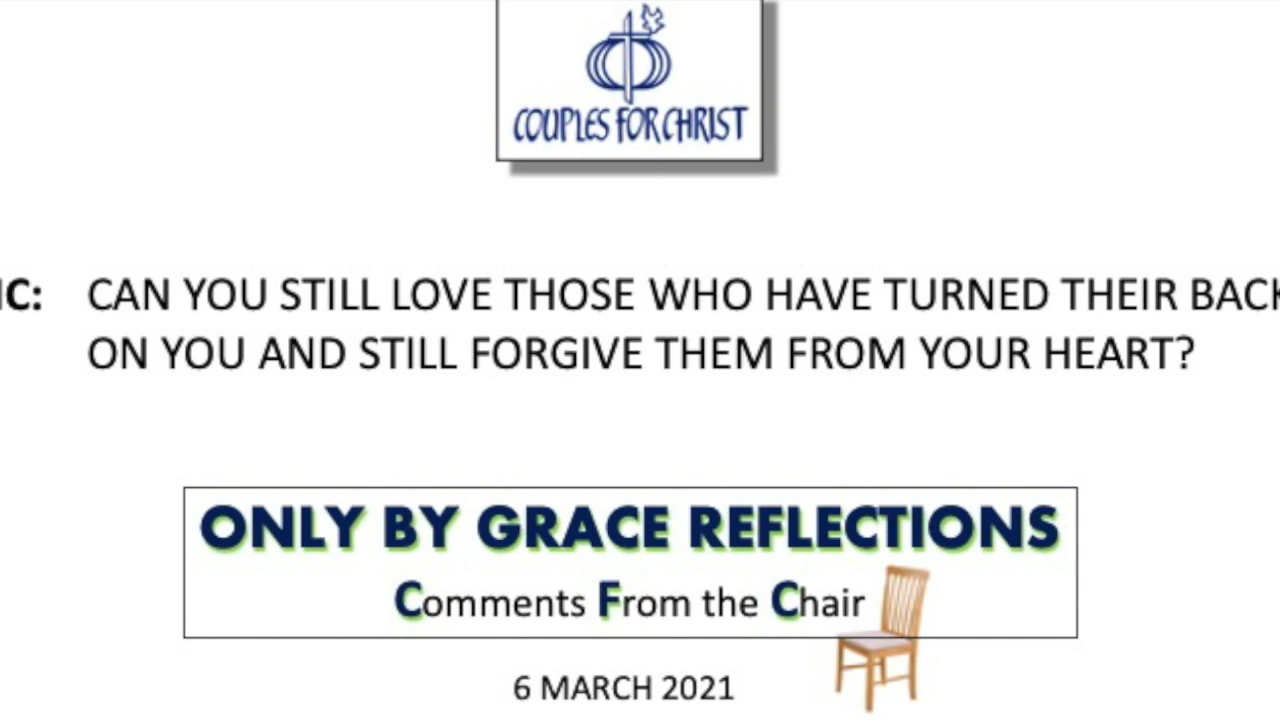 COUPLES FOR CHRIST
IC: CAN YOU STILL LOVE THOSE WHO HAVE TURNED THEIR BACK
ON YOU AND STILL FORGIVE THEM FROM YOUR HEART?
ONLY BY GRACE REFLECTIONS
Comments From the Chair
6 MARCH 2021